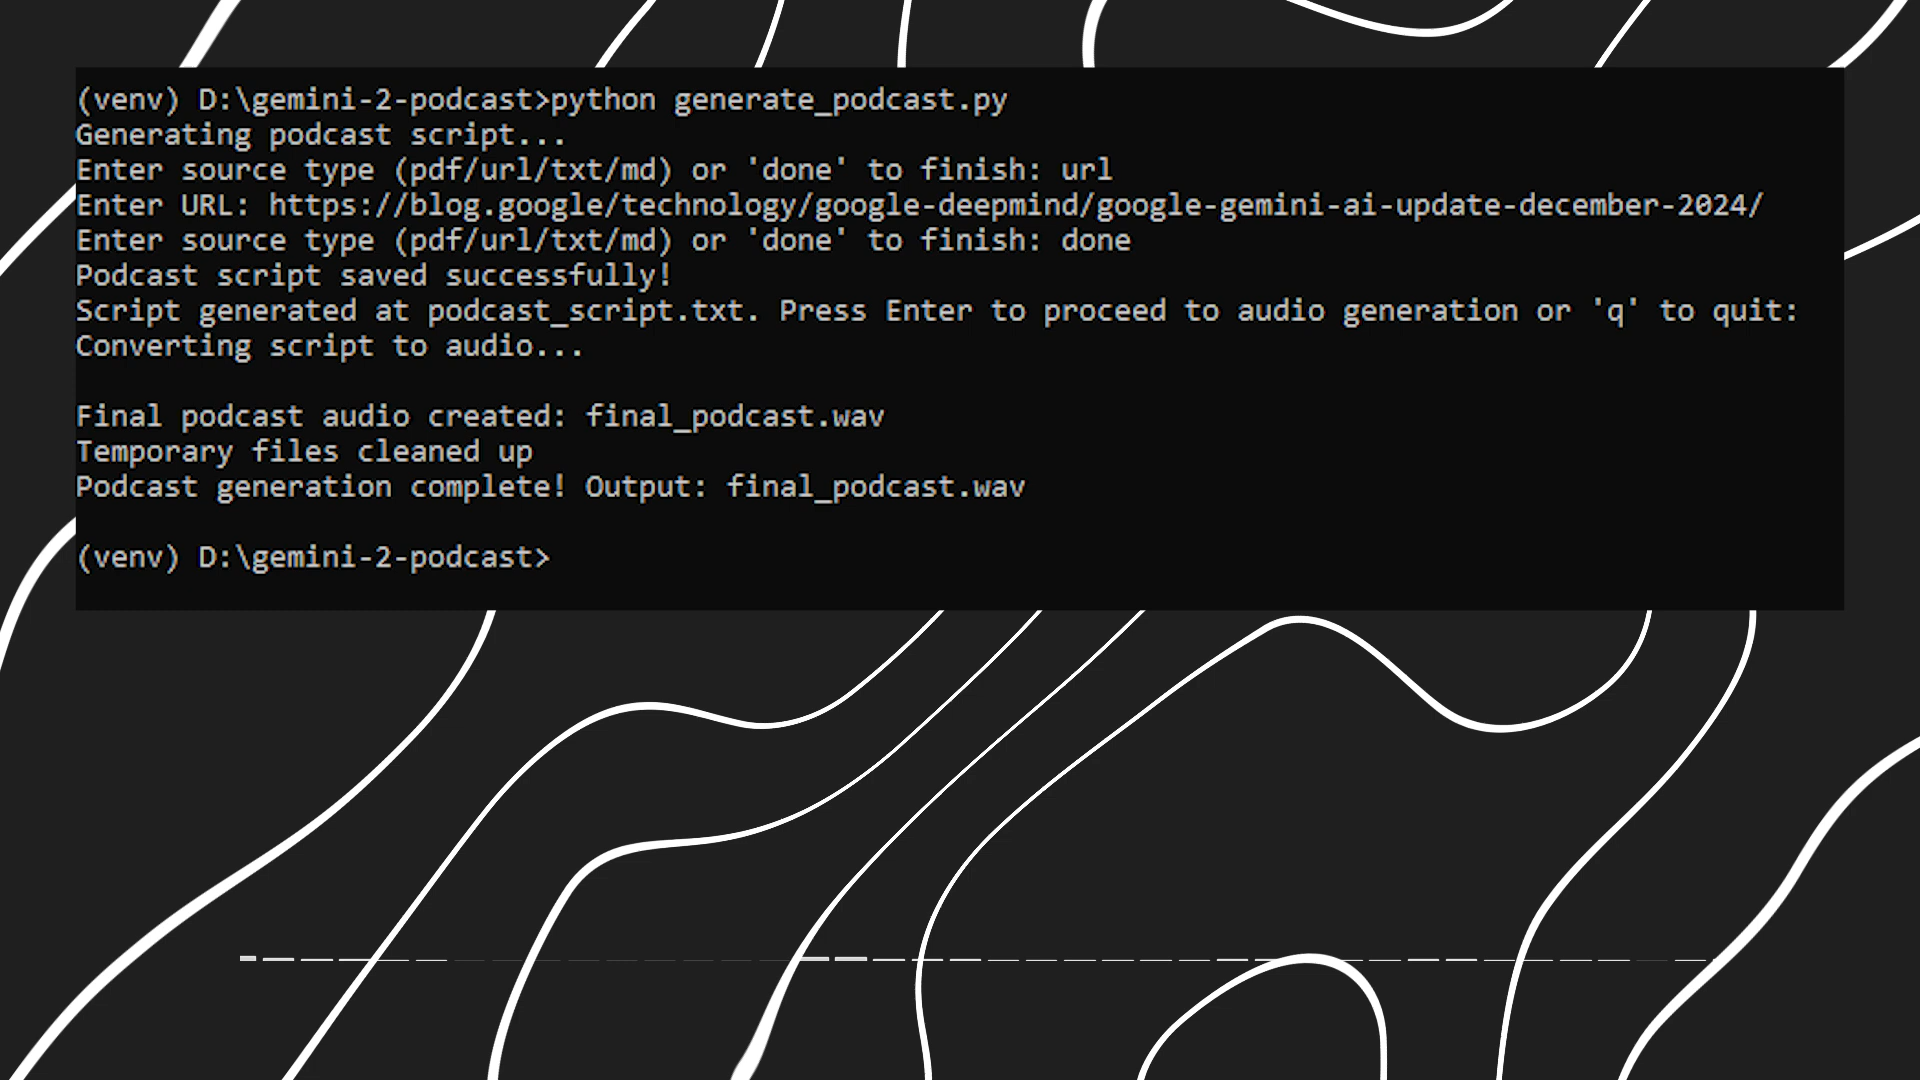 (venv) D:\gemini-2-podcast>python generate_podcast.py
Generating podcast script...
Enter source type (pdf/url/txt/md) or 'done' to finish: url
Enter URL: https://blog.google/technology/google-deepmind/google-gemini-ai-update-december-2024/
Enter source type (pdf/url/txt/md) or 'done' to finish: done
Podcast script saved successfully!
Script generated at podcast_script.txt. Press Enter to proceed to audio generation or 'q' to quit:
Converting script to audio...
Final podcast audio created: final_podcast.wav
Temporary files cleaned up
Podcast generation complete! Output: final_podcast.wav
(venv) D:\gemini-2-podcast>